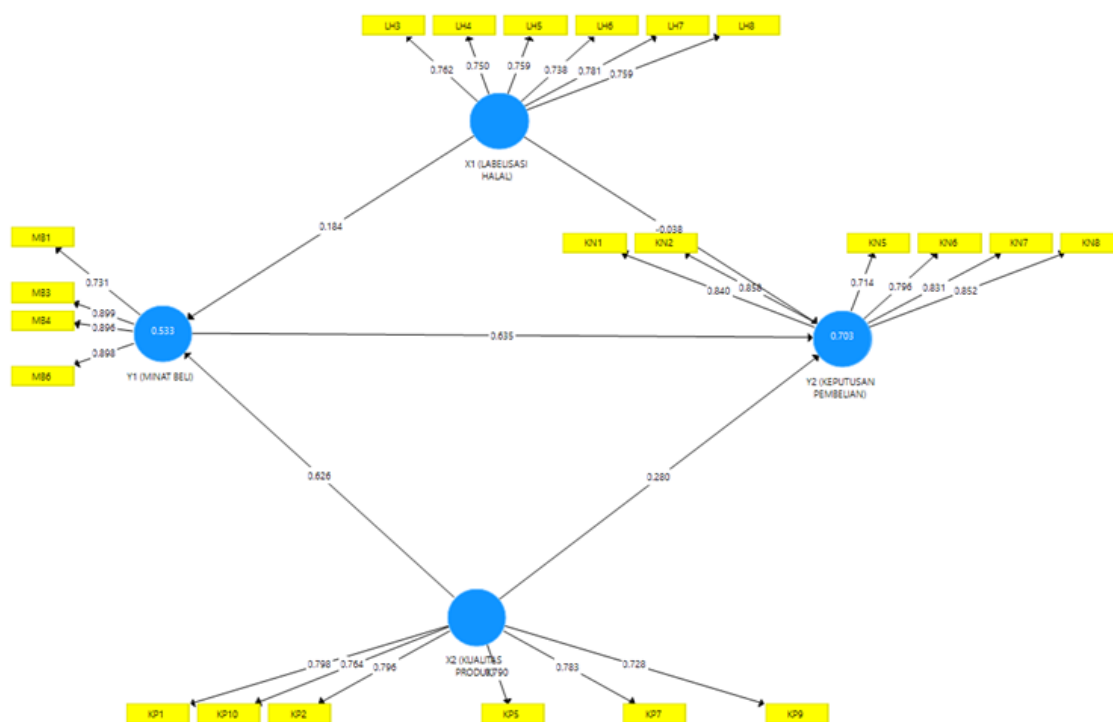 LH3 LH4 LH5 LH6 LH7 LH8
0.762 0.750 0.759 0.738 0.781 0.759
X1 (LABELISASI
HALAL)
0.184 -0.038
MB1
0.731
MB3
0.899
MB4
0.896
MB6
0.898
0.533
Y1 (MINAT BELI)
0.635
KN1 KN2 KN5 KN6 KN7 KN8
0.840 0.858 0.714 0.796 0.831 0.852
0.703
Y2 (KEPUTUSAN
PEMBELIAN)
0.626 0.280
X2 (KUALITAS
0.798 0.764 0.796 0.790 0.783 0.728
KP1 KP10 KP2 KP5 KP7 KP9